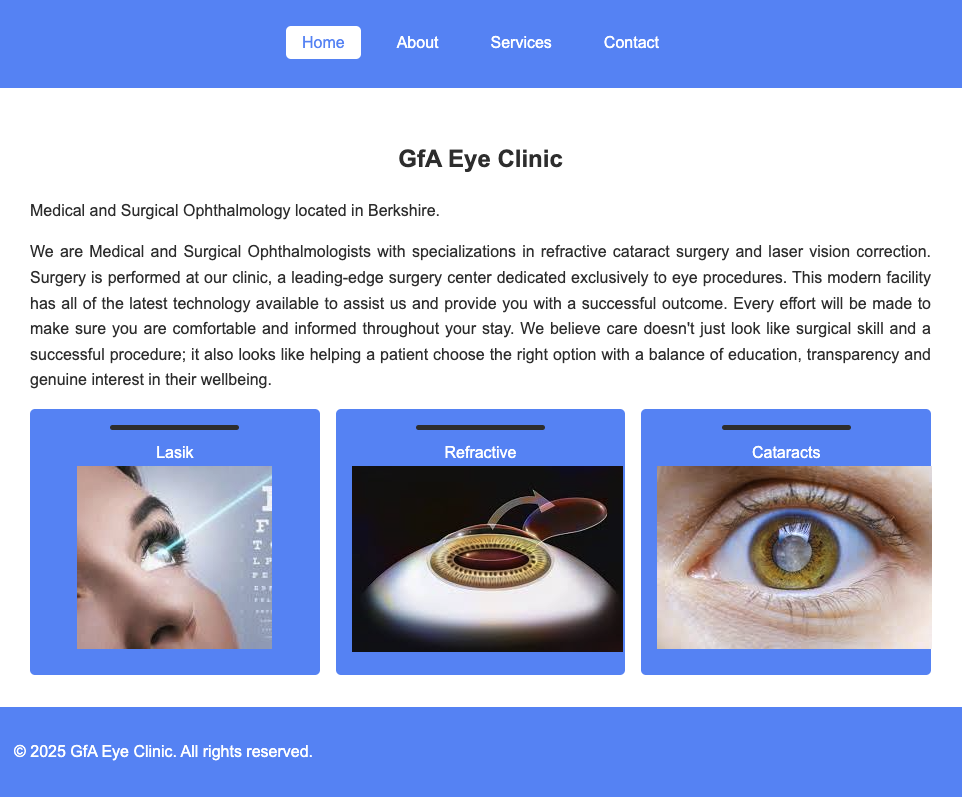 Home About Services Contact
GfA Eye Clinic
Medical and Surgical Ophthalmology located in Berkshire.
We are Medical and Surgical Ophthalmologists with specializations in refractive cataract surgery and laser vision correction.
Surgery is performed at our clinic, a leading-edge surgery center dedicated exclusively to eye procedures. This modern facility
has all of the latest technology available to assist us and provide you with a successful outcome. Every effort will be made to
make sure you are comfortable and informed throughout your stay. We believe care doesn't just look like surgical skill and a
successful procedure; it also looks like helping a patient choose the right option with a balance of education, transparency and
genuine interest in their wellbeing.
Lasik Refractive Cataracts
© 2025 GfA Eye Clinic. All rights reserved.